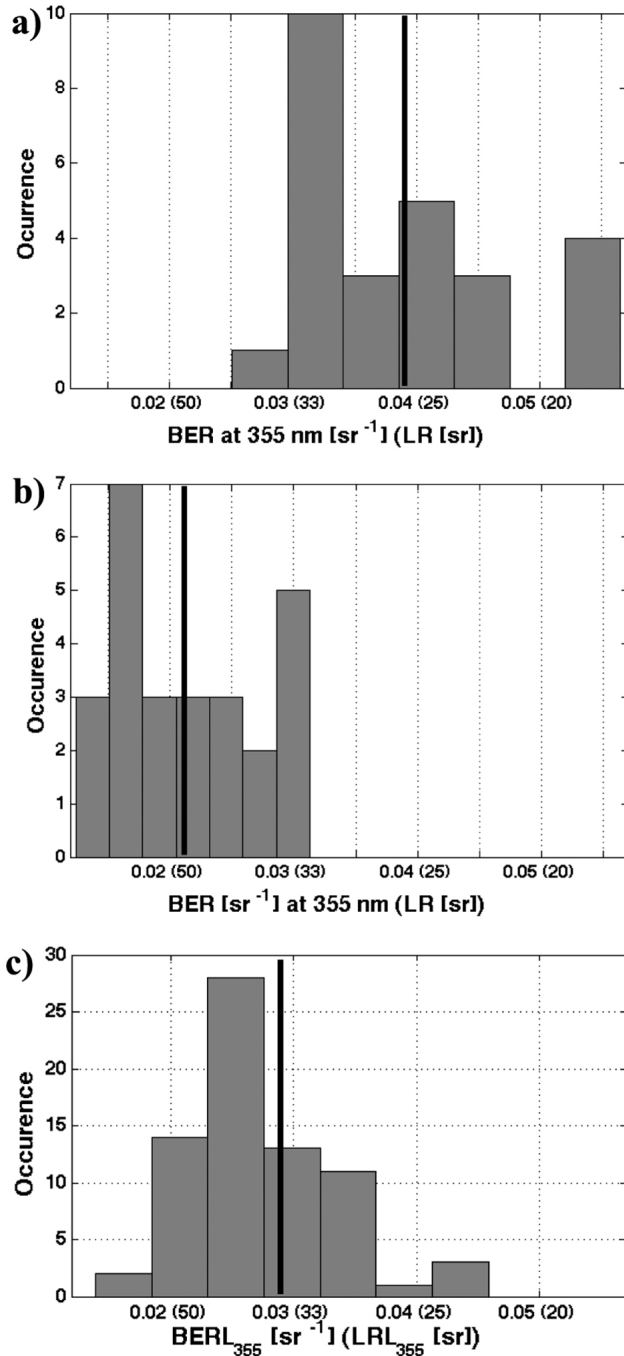 a)
10
8
6
4
2
0
Ocurrence
0.02 (50) 0.03 (33) 0.04 (25) 0.05 (20)
BER at 355 nm [sr⁻¹] (LR [sr])
b)
7
6
5
4
3
2
1
0
Occurence
0.02 (50) 0.03 (33) 0.04 (25) 0.05 (20)
BER [sr⁻¹] at 355 nm (LR [sr])
c)
30
25
20
15
10
5
0
Occurence
0.02 (50) 0.03 (33) 0.04 (25) 0.05 (20)
BERL₃₅₅ [sr⁻¹] (LRL₃₅₅ [sr])